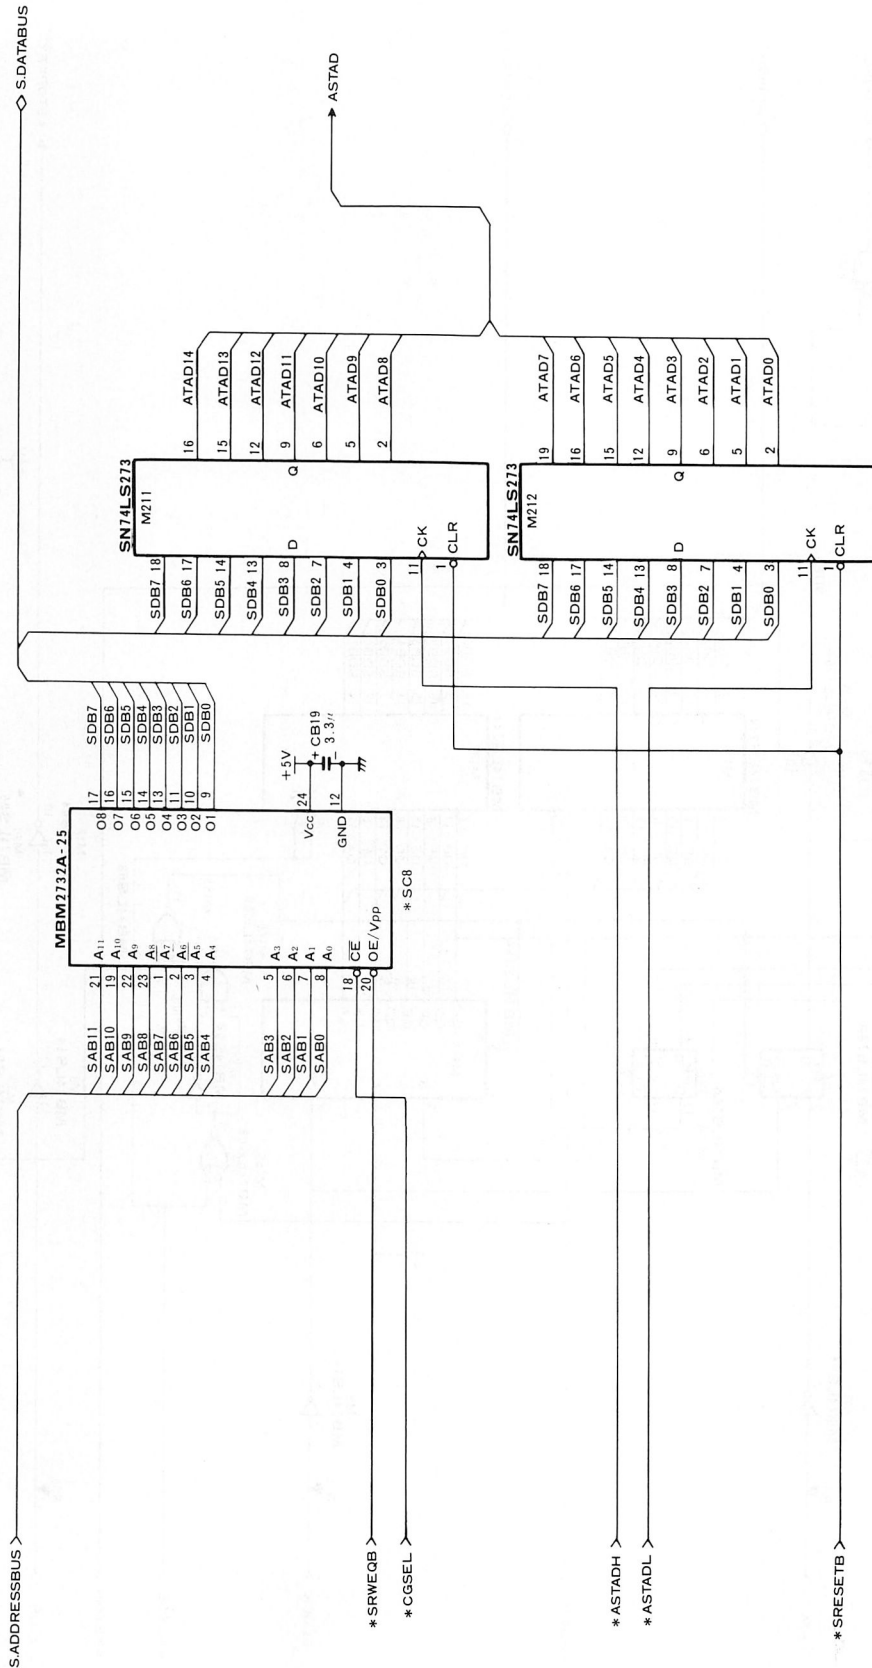 S.ADDRESSBUS
S.DATABUS
MBM2732A-25
SAB11 21 A11
SAB10 19 A10
SAB9 22 A9
SAB8 23 A8
SAB7 1 A7
SAB6 2 A6
SAB5 3 A5
SAB4 4 A4
SAB3 5 A3
SAB2 6 A2
SAB1 7 A1
SAB0 8 A0
18 CE
20 OE/Vpp
O8 17 SDB7
O7 16 SDB6
O6 15 SDB5
O5 14 SDB4
O4 13 SDB3
O3 11 SDB2
O2 10 SDB1
O1 9 SDB0
Vcc 24
+5V
+ CB19
3.3μ
−
GND 12
* SC8
* SRWEQB
* CGSEL
SN74LS273
M211
SDB7 18
SDB6 17
SDB5 14
SDB4 13
SDB3 8 D
SDB2 7
SDB1 4
SDB0 3
11 CK
1 CLR
16 ATAD14
15 ATAD13
12 ATAD12
Q 9 ATAD11
6 ATAD10
5 ATAD9
2 ATAD8
ASTAD
SN74LS273
M212
SDB7 18
SDB6 17
SDB5 14
SDB4 13
SDB3 8 D
SDB2 7
SDB1 4
SDB0 3
11 CK
1 CLR
19 ATAD7
16 ATAD6
15 ATAD5
12 ATAD4
Q 9 ATAD3
6 ATAD2
5 ATAD1
2 ATAD0
* ASTADH
* ASTADL
* SRESETB